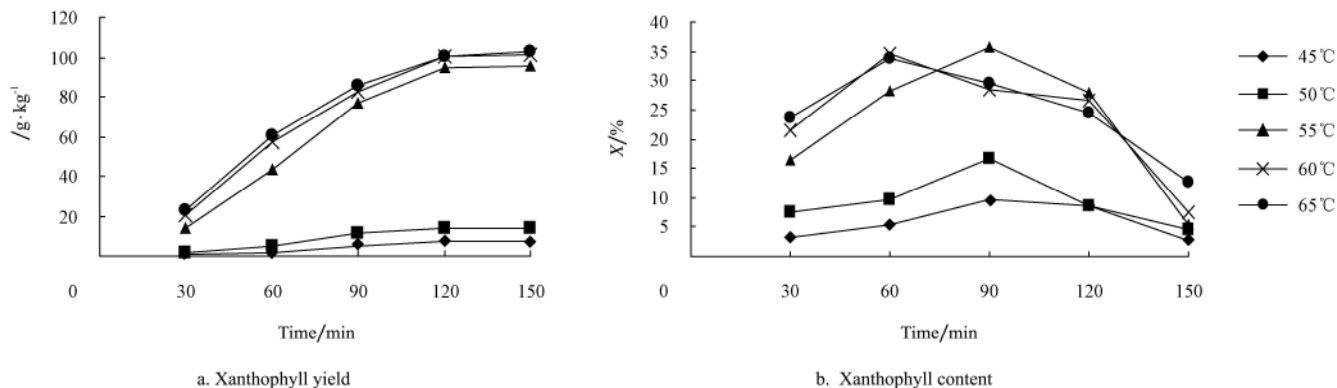 120
100
80
60
40
20
0
/g·kg-1
30 60 90 120 150
Time/min
a. Xanthophyll yield
40
35
30
25
20
15
10
5
0
X/%
30 60 90 120 150
Time/min
b. Xanthophyll content
45℃
50℃
55℃
60℃
65℃